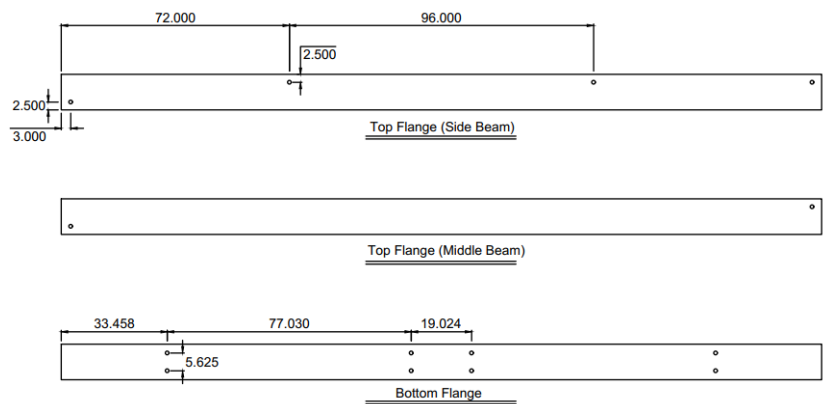 72.000 96.000
2.500
2.500
3.000
Top Flange (Side Beam)
Top Flange (Middle Beam)
33.458 77.030 19.024
5.625
Bottom Flange